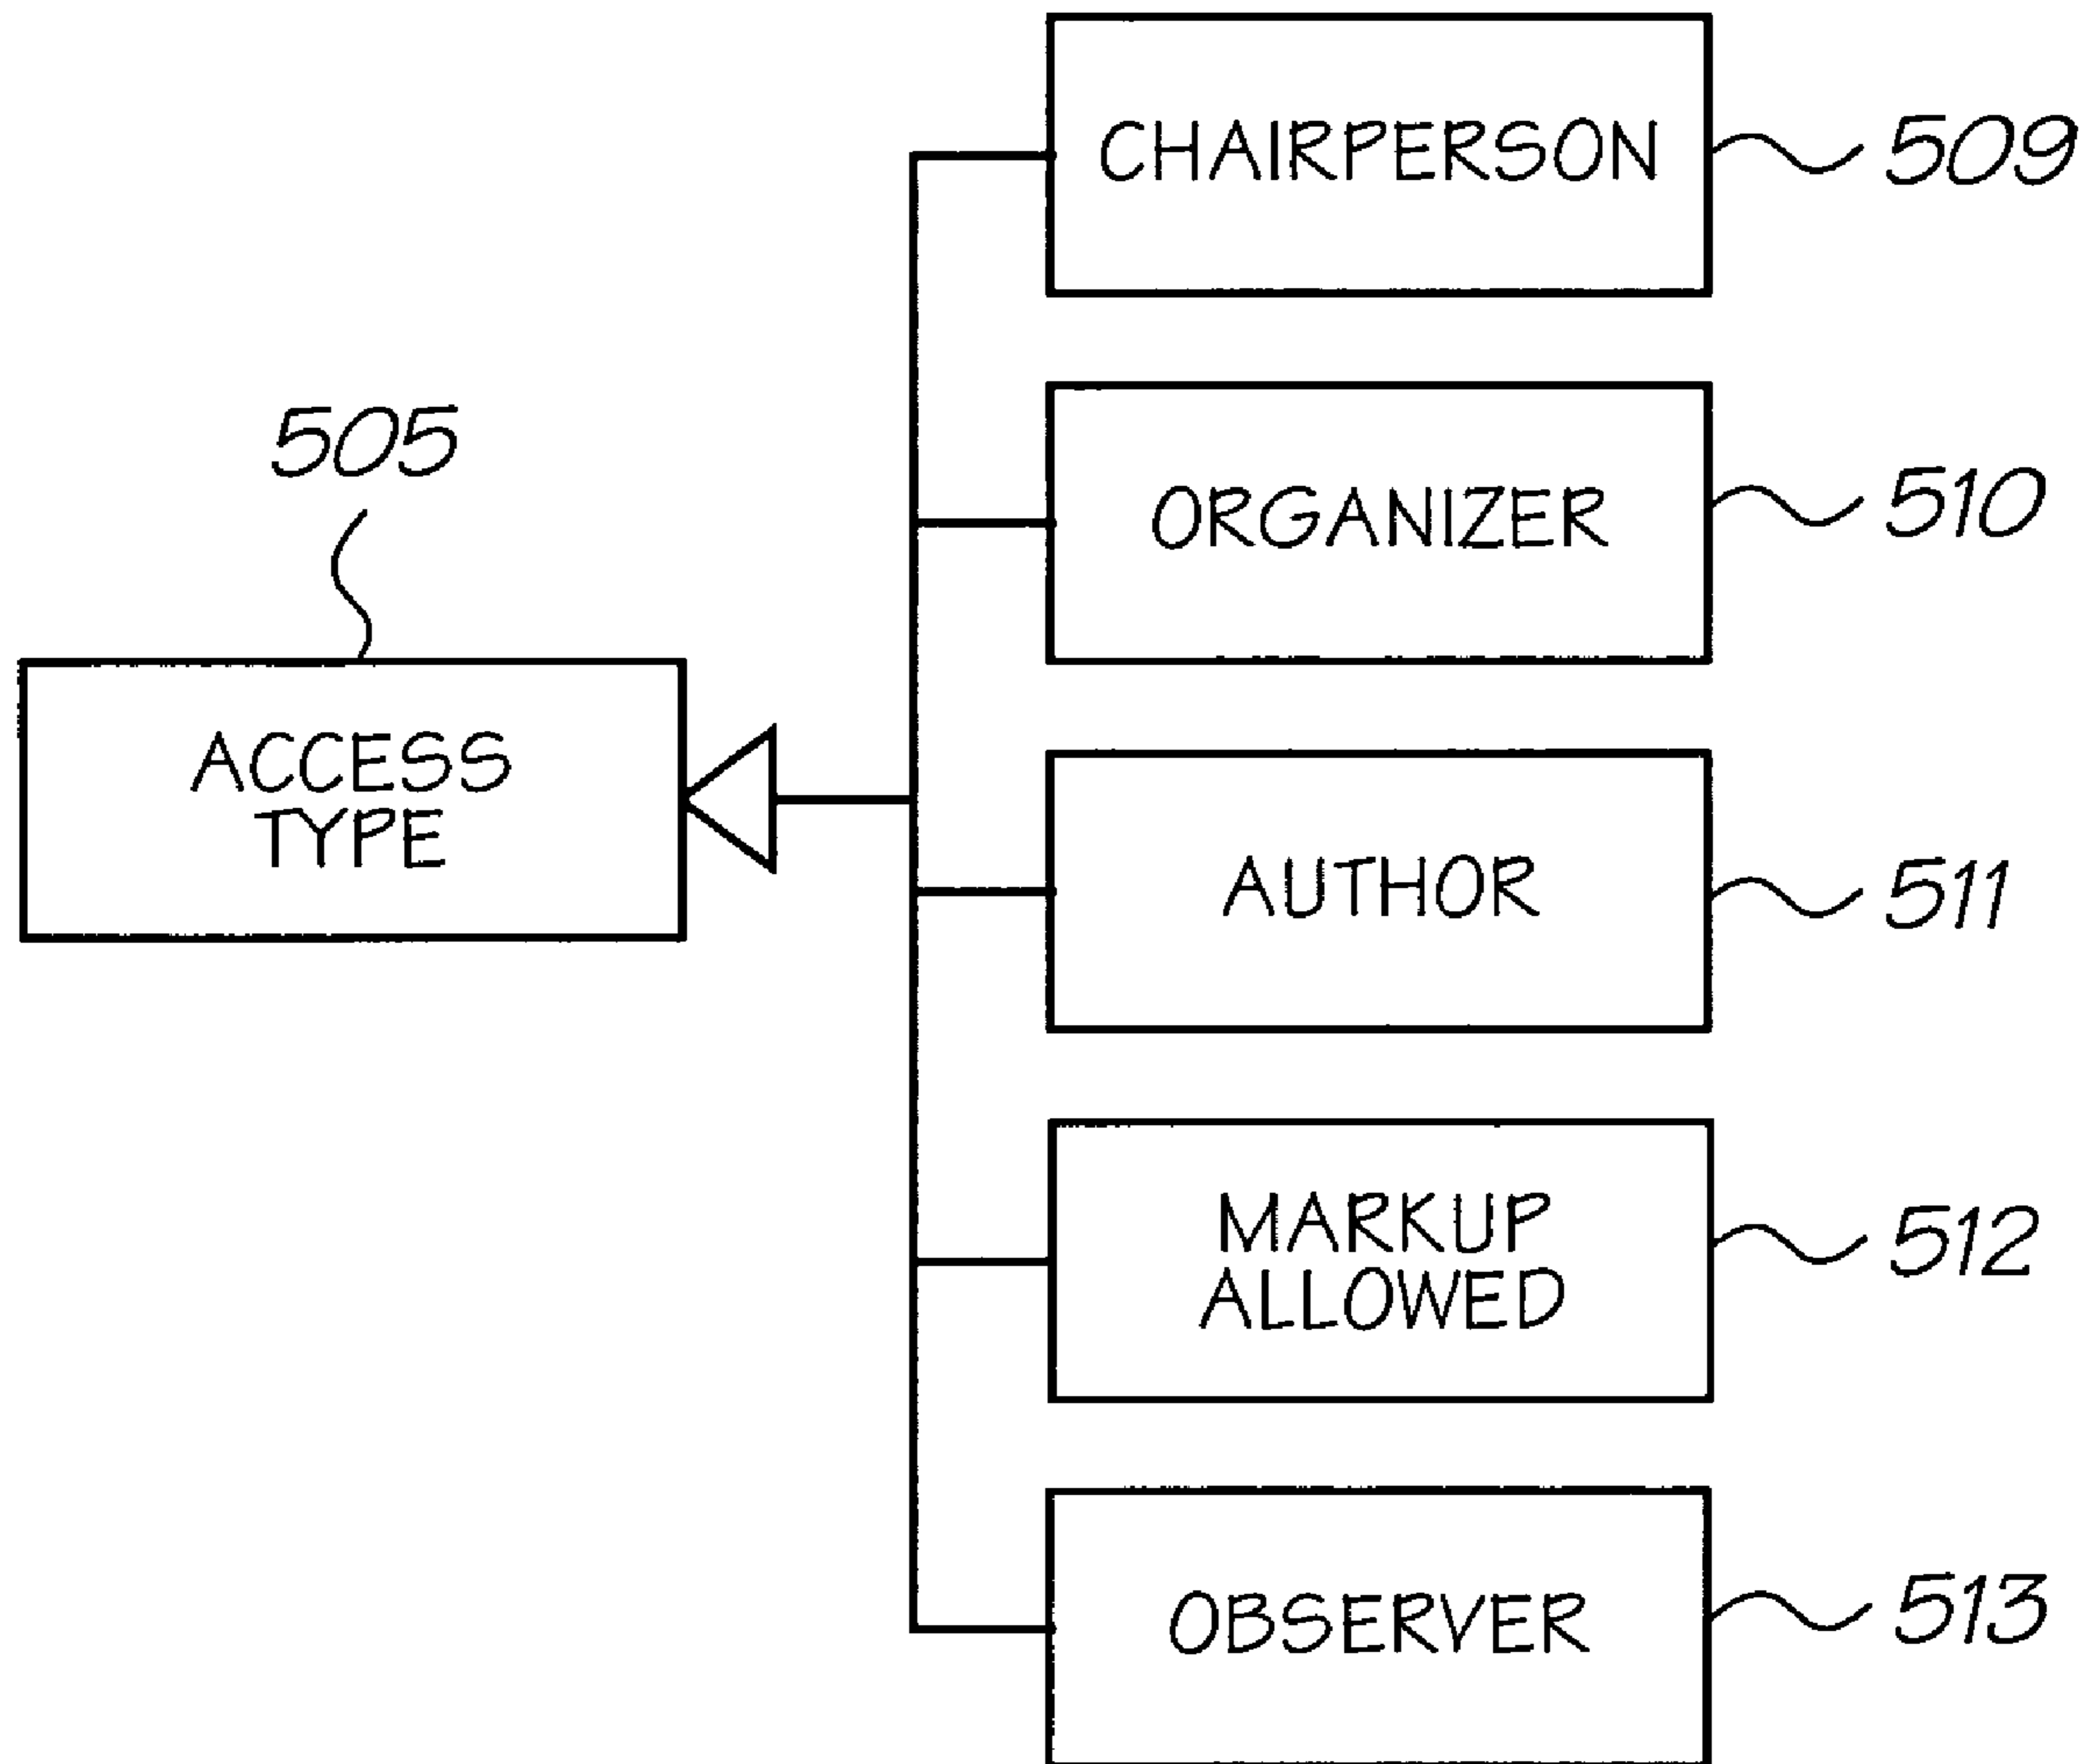 CHAIRPERSON
509
ORGANIZER
510
505
ACCESS
TYPE
AUTHOR
511
MARKUP
ALLOWED
512
OBSERVER
513